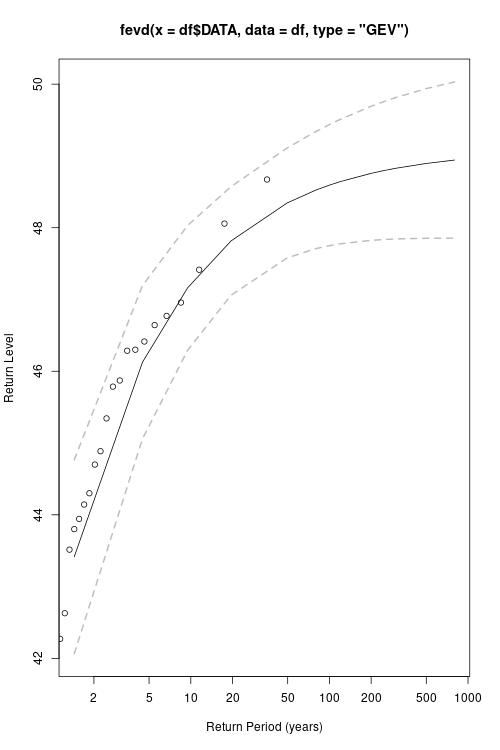 fevd(x = df$DATA, data = df, type = "GEV")
Return Level
50
48
46
44
42
2 5 10 20 50 100 200 500 1000
Return Period (years)